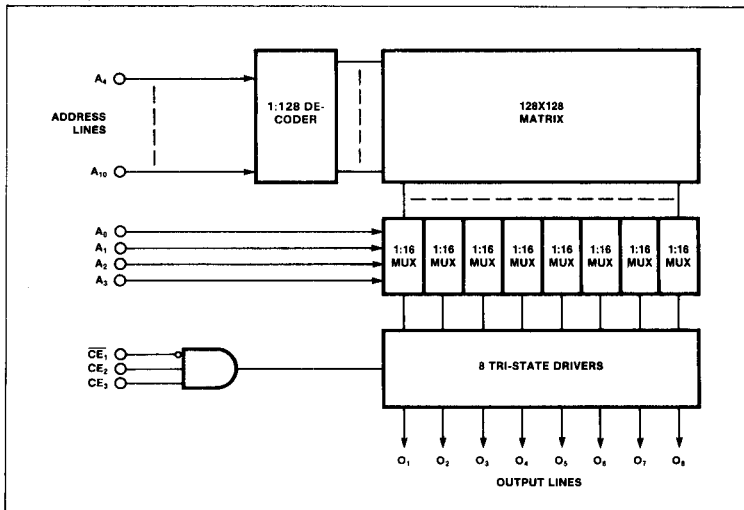 A4
ADDRESS
LINES
A10
1:128 DE-
CODER
128X128
MATRIX
A0
A1
A2
A3
1:16
MUX
1:16
MUX
1:16
MUX
1:16
MUX
1:16
MUX
1:16
MUX
1:16
MUX
1:16
MUX
CE1
CE2
CE3
8 TRI-STATE DRIVERS
O1 O2 O3 O4 O5 O6 O7 O8
OUTPUT LINES